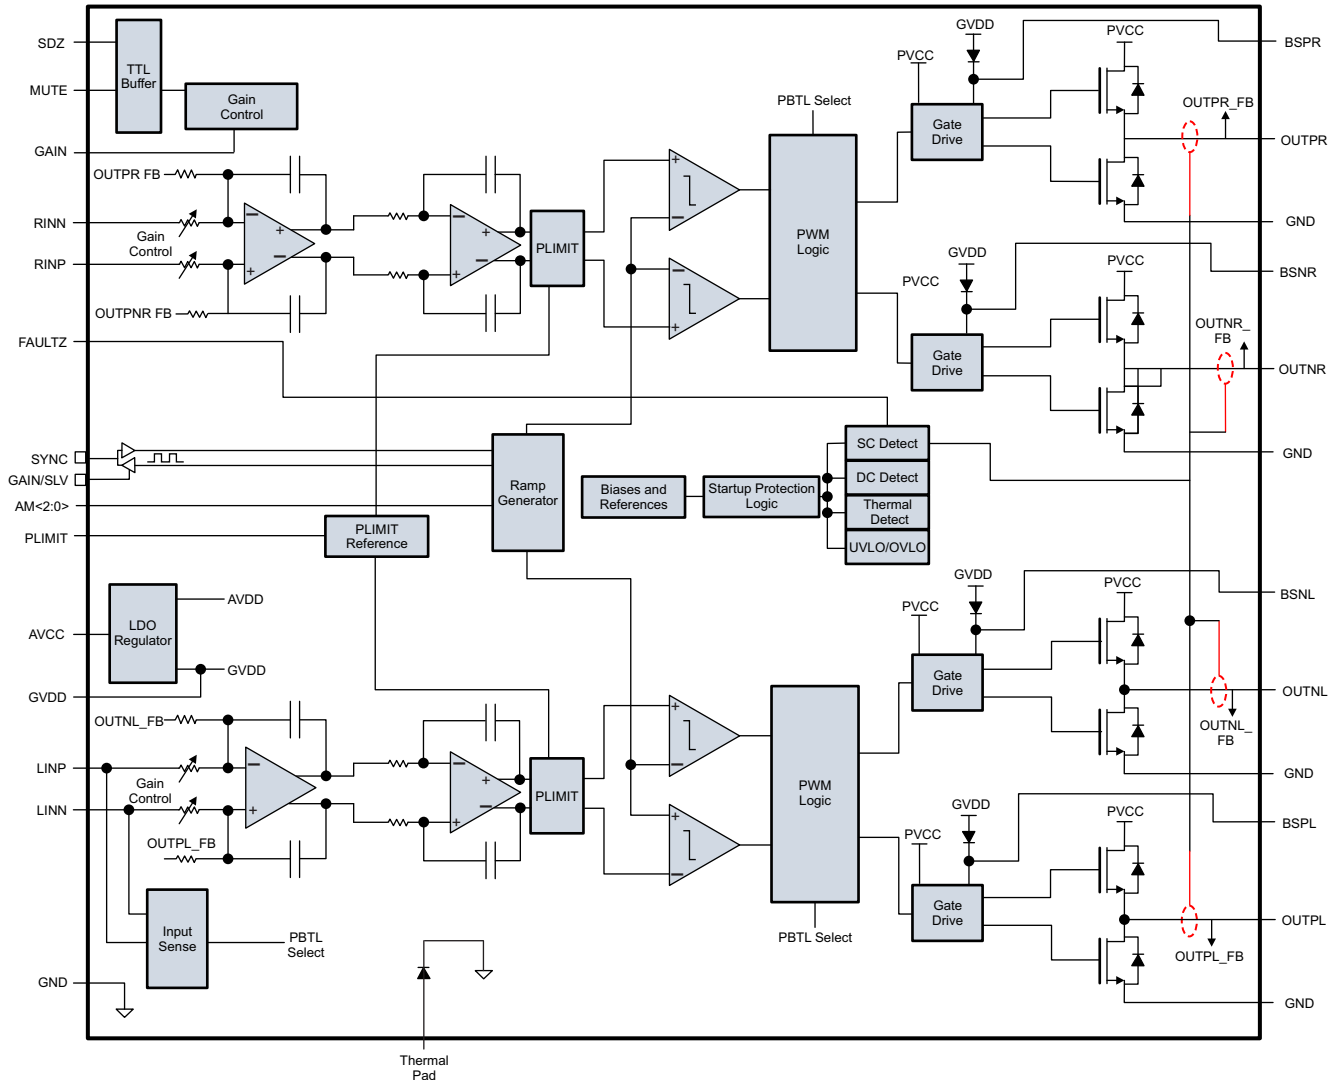 SDZ
MUTE
GAIN
TTL
Buffer
Gain
Control
OUTPR FB
RINN
Gain
Control
RINP
OUTPNR FB
FAULTZ
SYNC
GAIN/SLV
AM<2:0>
PLIMIT
PLIMIT
PLIMIT
Reference
Ramp
Generator
PBTL Select
PWM
Logic
Biases and
References
Startup Protection
Logic
SC Detect
DC Detect
Thermal
Detect
UVLO/OVLO
GVDD
PVCC
Gate
Drive
PVCC
BSPR
OUTPR_FB
OUTPR
GND
GVDD
PVCC
Gate
Drive
PVCC
BSNR
OUTNR_
FB
OUTNR
GND
AVCC
LDO
Regulator
AVDD
GVDD
GVDD
OUTNL_FB
LINP
Gain
Control
LINN
OUTPL_FB
Input
Sense
PBTL
Select
GND
PLIMIT
PWM
Logic
PBTL Select
GVDD
PVCC
Gate
Drive
PVCC
BSNL
OUTNL
OUTNL_
FB
GND
GVDD
PVCC
Gate
Drive
PVCC
BSPL
OUTPL
OUTPL_FB
GND
Thermal
Pad